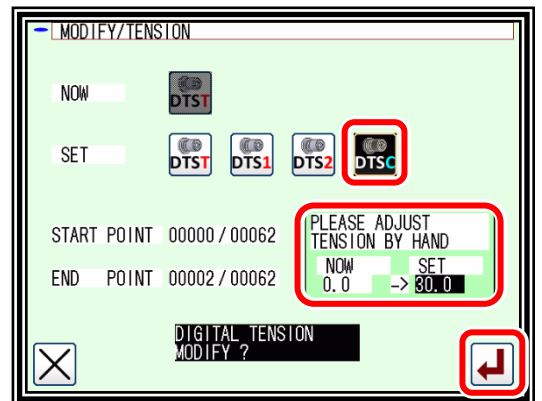 MODIFY/TENSION
NOW
DTST
SET
DTST DTS1 DTS2 DTSC
START POINT 00000/00062
END POINT 00002/00062
PLEASE ADJUST
TENSION BY HAND
NOW SET
0.0 -> 30.0
DIGITAL TENSION
MODIFY ?